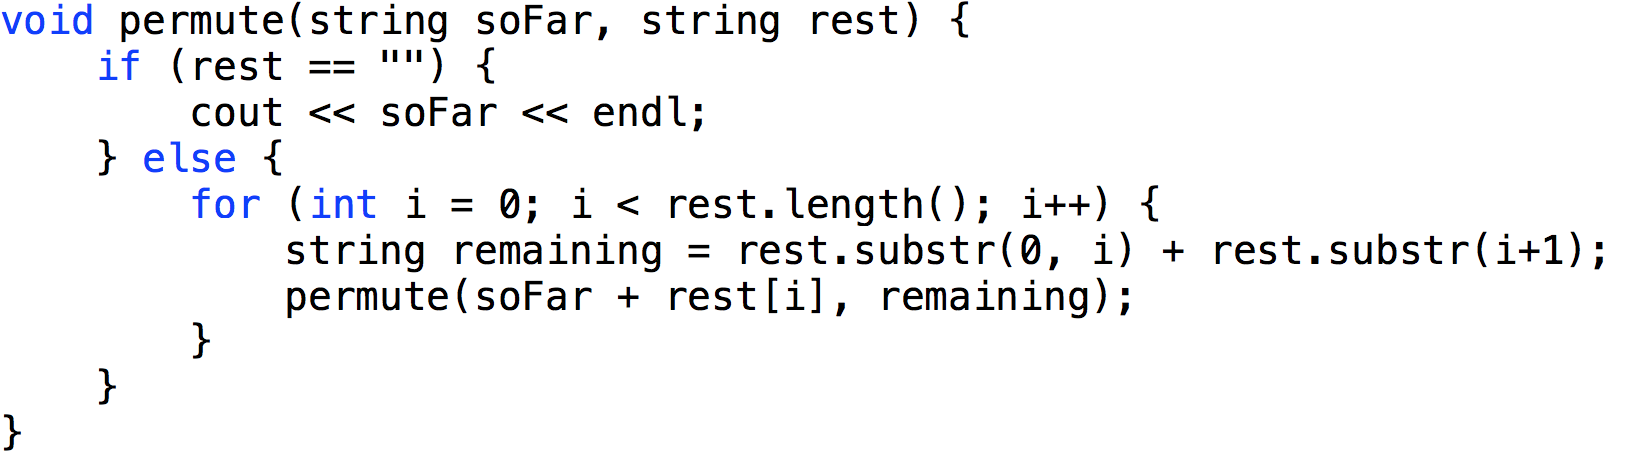 void permute(string soFar, string rest) {
    if (rest == "") {
        cout << soFar << endl;
    } else {
        for (int i = 0; i < rest.length(); i++) {
            string remaining = rest.substr(0, i) + rest.substr(i+1);
            permute(soFar + rest[i], remaining);
        }
    }
}